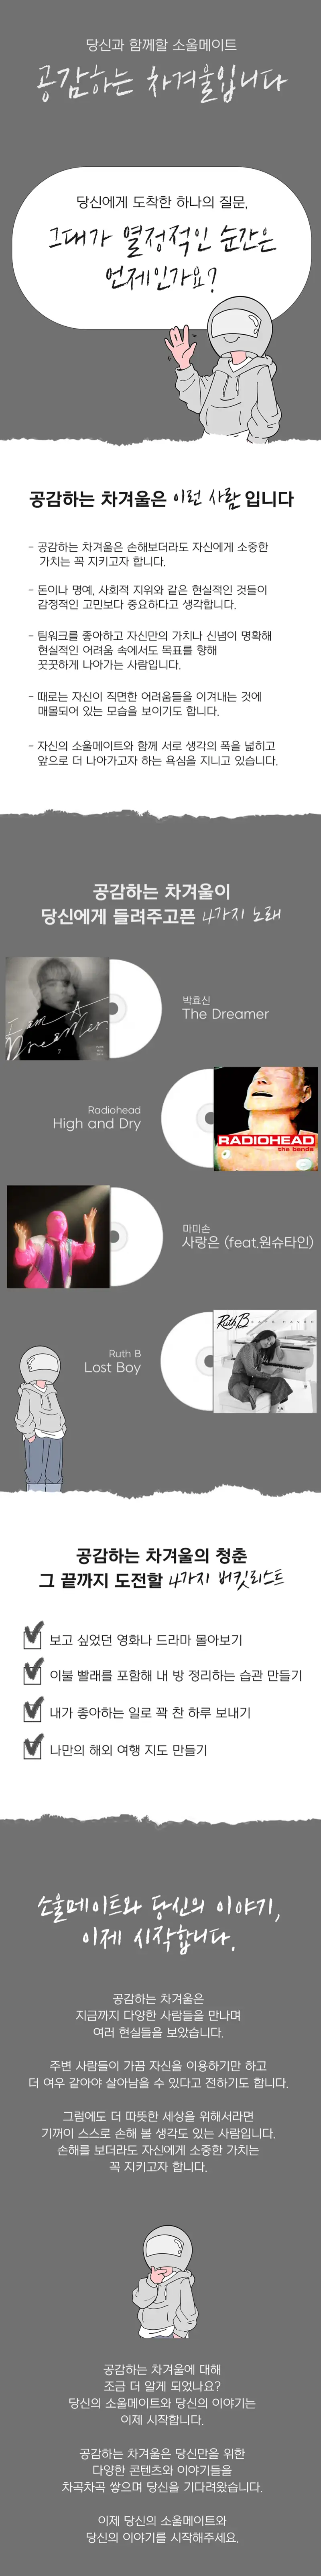 당신과 함께할 소울메이트
공감하는 차겨울입니다
당신에게 도착한 하나의 질문,
그대가 열정적인 순간은
언제인가요?
공감하는 차겨울은 이런 사람 입니다
- 공감하는 차겨울은 손해보더라도 자신에게 소중한
가치는 꼭 지키고자 합니다.
- 돈이나 명예, 사회적 지위와 같은 현실적인 것들이
감정적인 고민보다 중요하다고 생각합니다.
- 팀워크를 좋아하고 자신만의 가치나 신념이 명확해
현실적인 어려움 속에서도 목표를 향해
꿋꿋하게 나아가는 사람입니다.
- 때로는 자신이 직면한 어려움들을 이겨내는 것에
매몰되어 있는 모습을 보이기도 합니다.
- 자신의 소울메이트와 함께 서로 생각의 폭을 넓히고
앞으로 더 나아가고자 하는 욕심을 지니고 있습니다.
공감하는 차겨울이
당신에게 들려주고픈 4가지 노래
I am A
Dreamer
박효신
The Dreamer
Radiohead
High and Dry
RADIOHEAD
the bends
마미손
사랑은 (feat.원슈타인)
Ruth B
Lost Boy
Ruth B
공감하는 차겨울의 청춘
그 끝까지 도전할 4가지 버킷리스트
보고 싶었던 영화나 드라마 몰아보기
이불 빨래를 포함해 내 방 정리하는 습관 만들기
내가 좋아하는 일로 꽉 찬 하루 보내기
나만의 해외 여행 지도 만들기
소울메이트와 당신의 이야기,
이제 시작합니다.
공감하는 차겨울은
지금까지 다양한 사람들을 만나며
여러 현실들을 보았습니다.
주변 사람들이 가끔 자신을 이용하기만 하고
더 여우 같아야 살아남을 수 있다고 전하기도 합니다.
그럼에도 더 따뜻한 세상을 위해서라면
기꺼이 스스로 손해 볼 생각도 있는 사람입니다.
손해를 보더라도 자신에게 소중한 가치는
꼭 지키고자 합니다.
공감하는 차겨울에 대해
조금 더 알게 되었나요?
당신의 소울메이트와 당신의 이야기는
이제 시작합니다.
공감하는 차겨울은 당신만을 위한
다양한 콘텐츠와 이야기들을
차곡차곡 쌓으며 당신을 기다려왔습니다.
이제 당신의 소울메이트와
당신의 이야기를 시작해주세요.